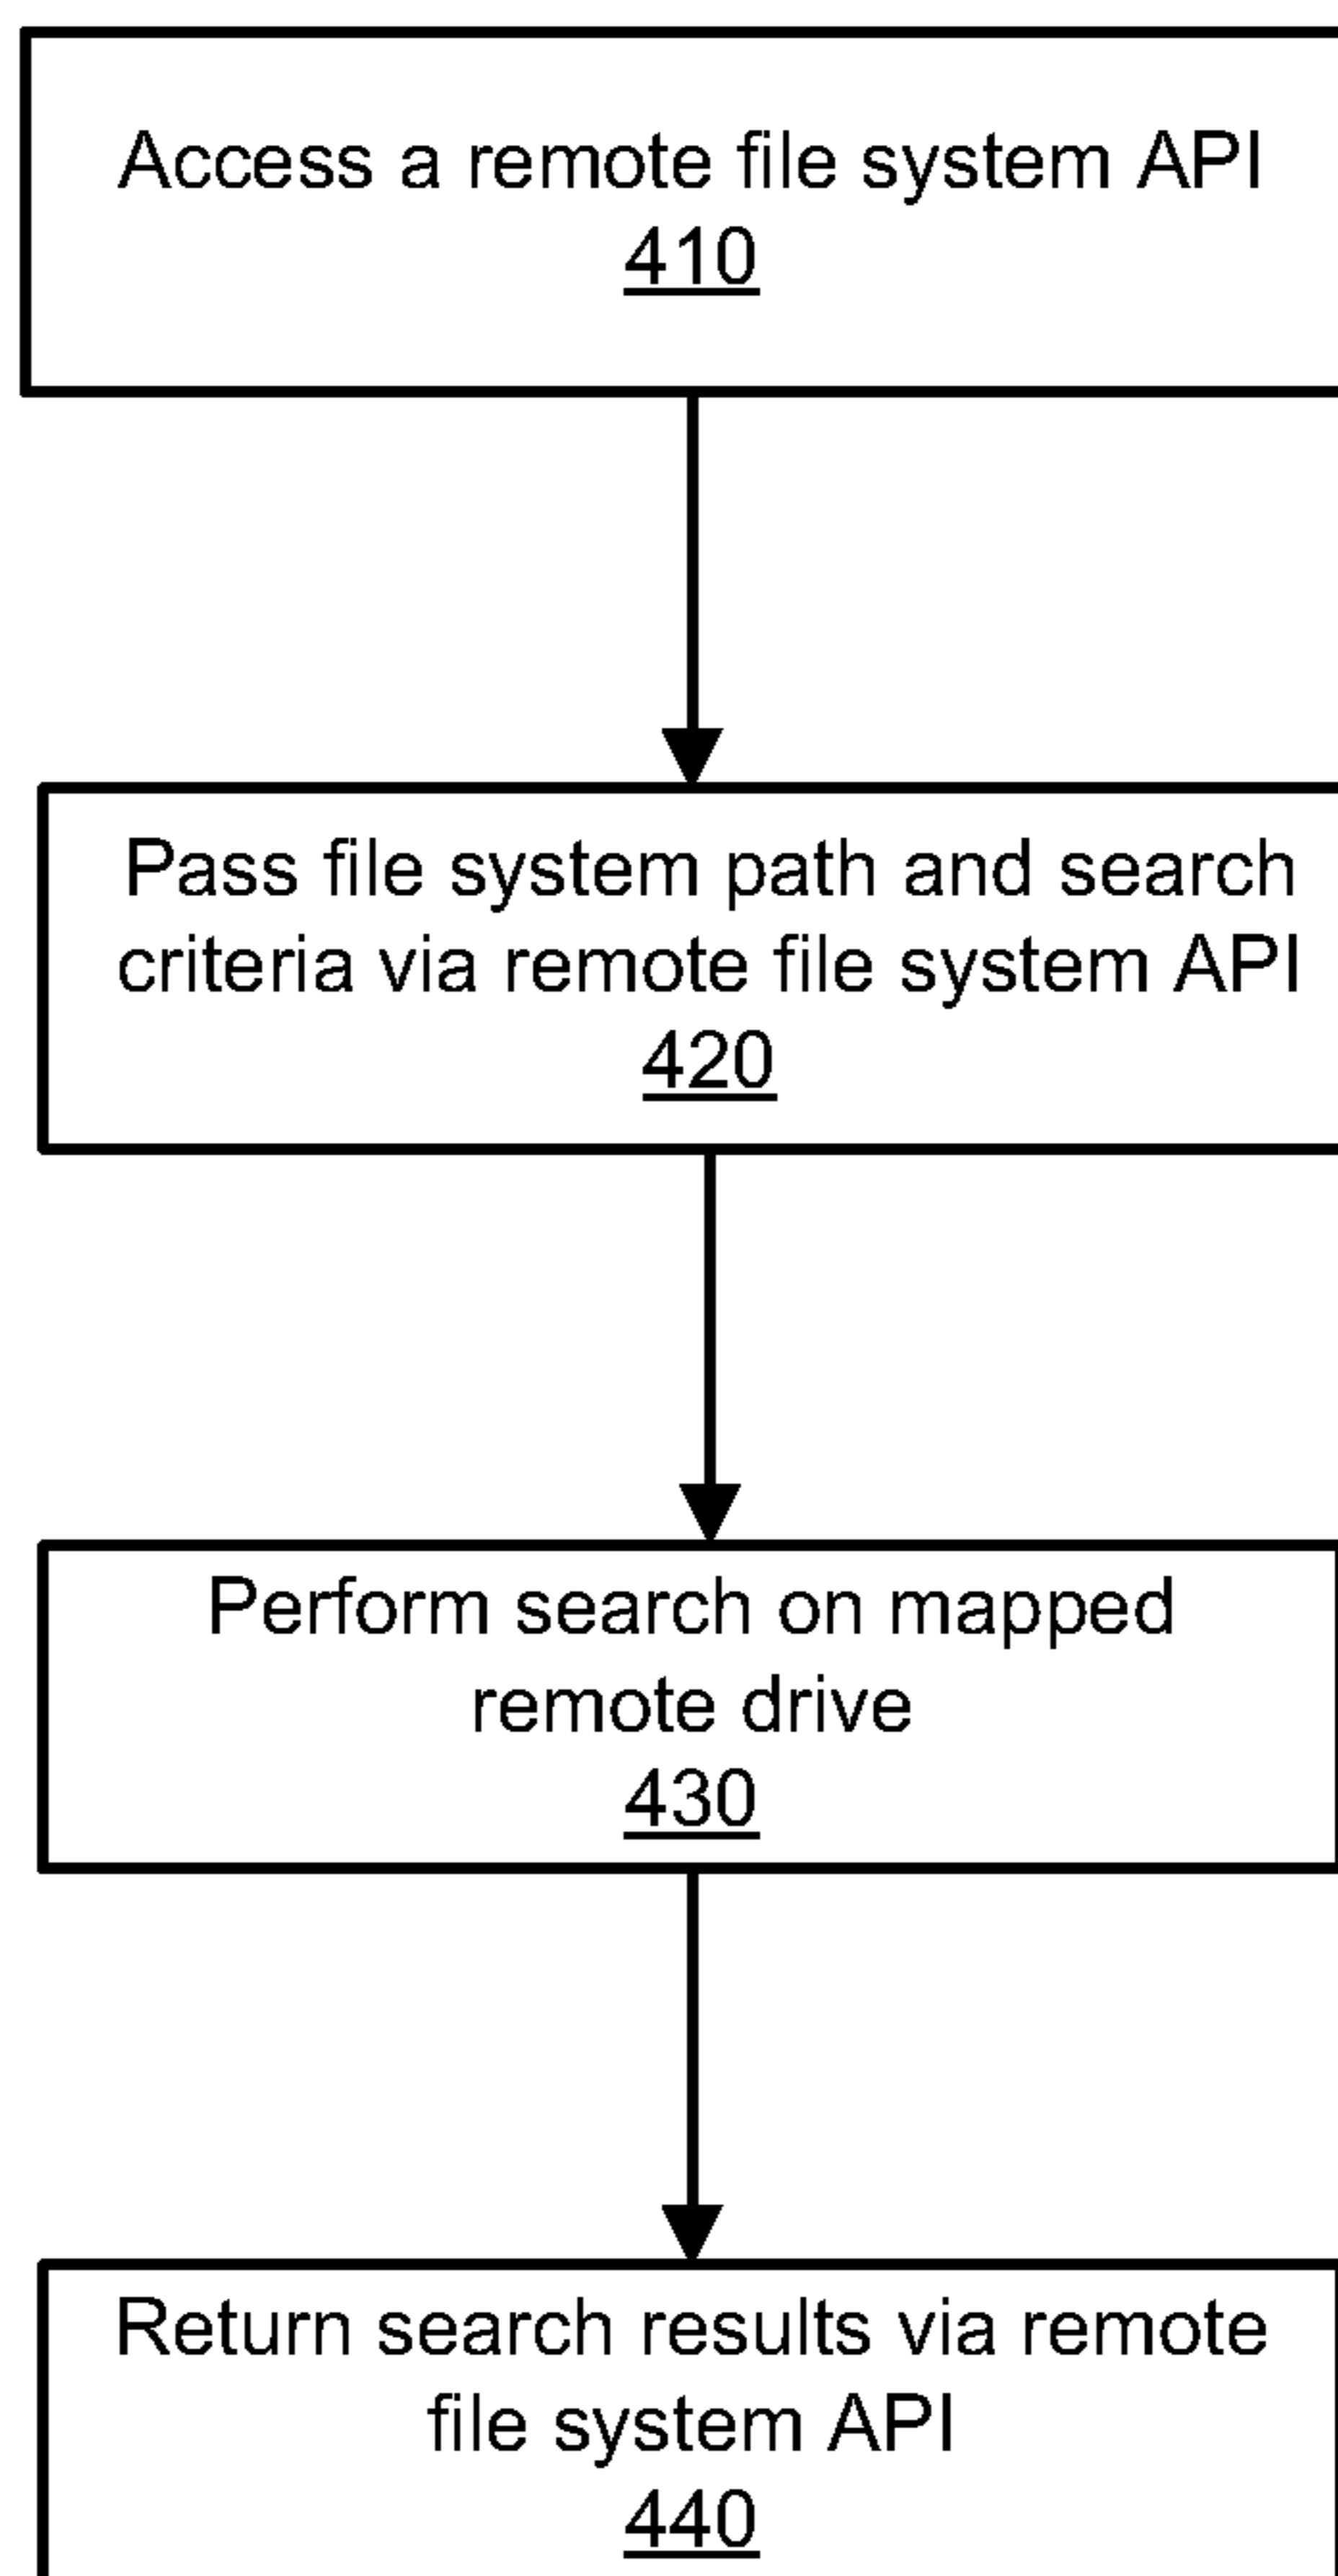 Access a remote file system API
410
Pass file system path and search
criteria via remote file system API
420
Perform search on mapped
remote drive
430
Return search results via remote
file system API
440